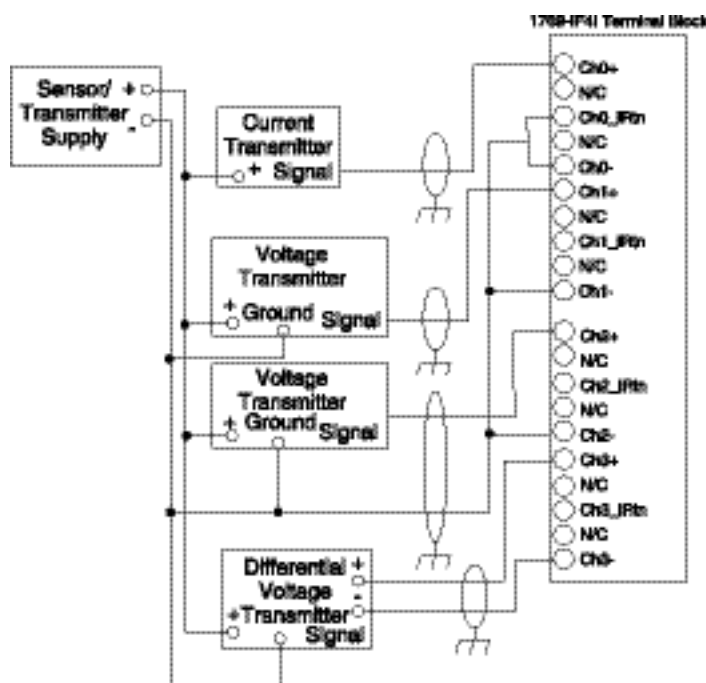 1769-IF4I Terminal Block
Sensor/ +
Transmitter
Supply -
Current
Transmitter
+ Signal
Voltage
Transmitter
+ Ground Signal
Voltage
Transmitter
+ Ground Signal
Differential +
Voltage -
+ Transmitter
Signal
Ch0+
N/C
Ch0_iRtn
N/C
Ch0-
Ch1+
N/C
Ch1_iRtn
N/C
Ch1-
Ch2+
N/C
Ch2_iRtn
N/C
Ch2-
Ch3+
N/C
Ch3_iRtn
N/C
Ch3-